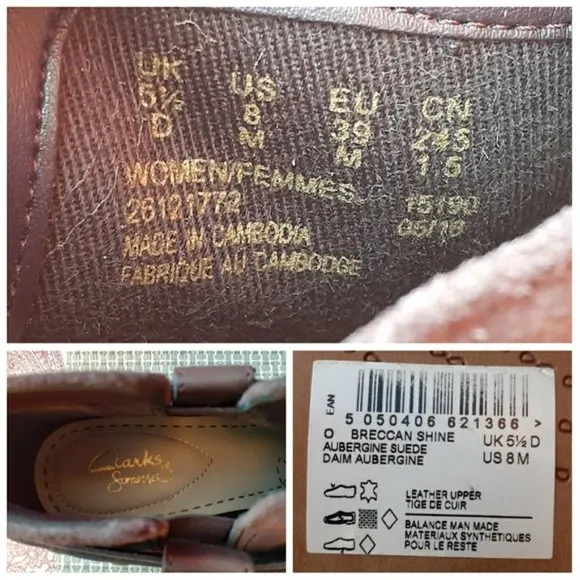 UK US EU CN
5½ 8 39 245
D M M 1 5
WOMEN/FEMMES
26121772 15190
MADE IN CAMBODIA 05/16
FABRIQUE AU CAMBODGE
Clarks
Somerset
EAN
5 050406 621366 >
O BRECCAN SHINE UK 5½ D
AUBERGINE SUEDE
DAIM AUBERGINE US 8 M
LEATHER UPPER
TIGE DE CUIR
BALANCE MAN MADE
MATERIAUX SYNTHETIQUES
POUR LE RESTE